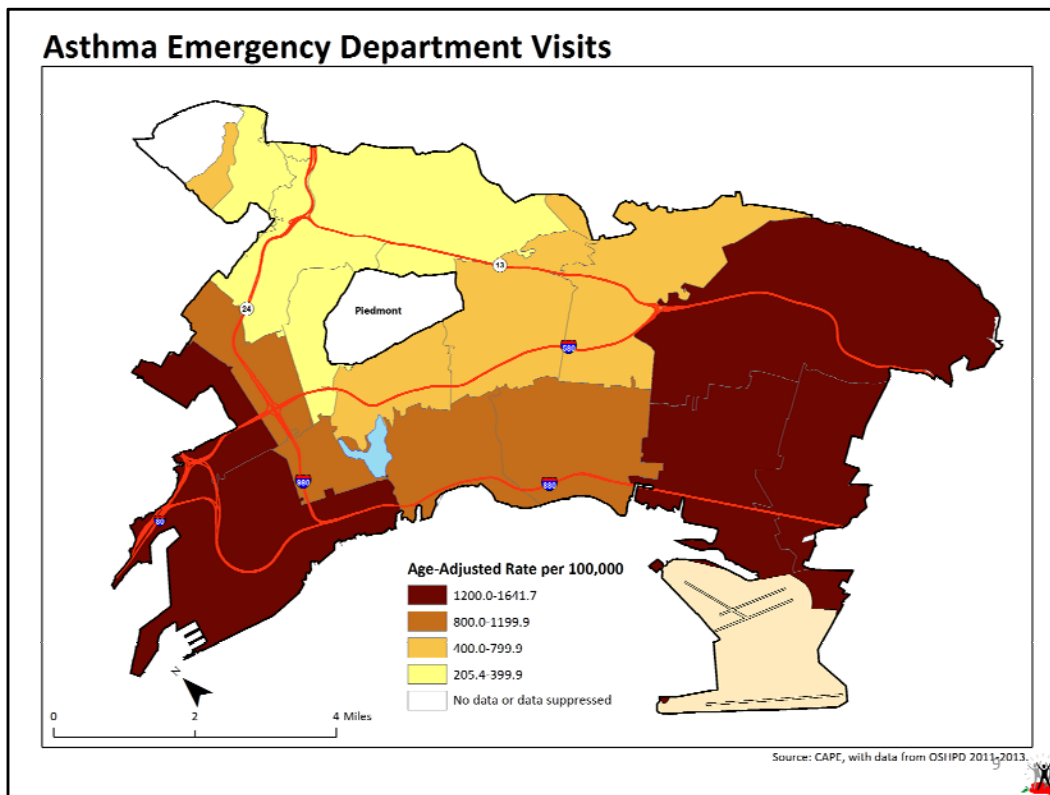 Asthma Emergency Department Visits
13
24
Piedmont
580
980
880
80
Age-Adjusted Rate per 100,000
1200.0-1641.7
800.0-1199.9
400.0-799.9
205.4-399.9
No data or data suppressed
N
0 2 4 Miles
Source: CAPE, with data from OSHPD 2011-2013.
9